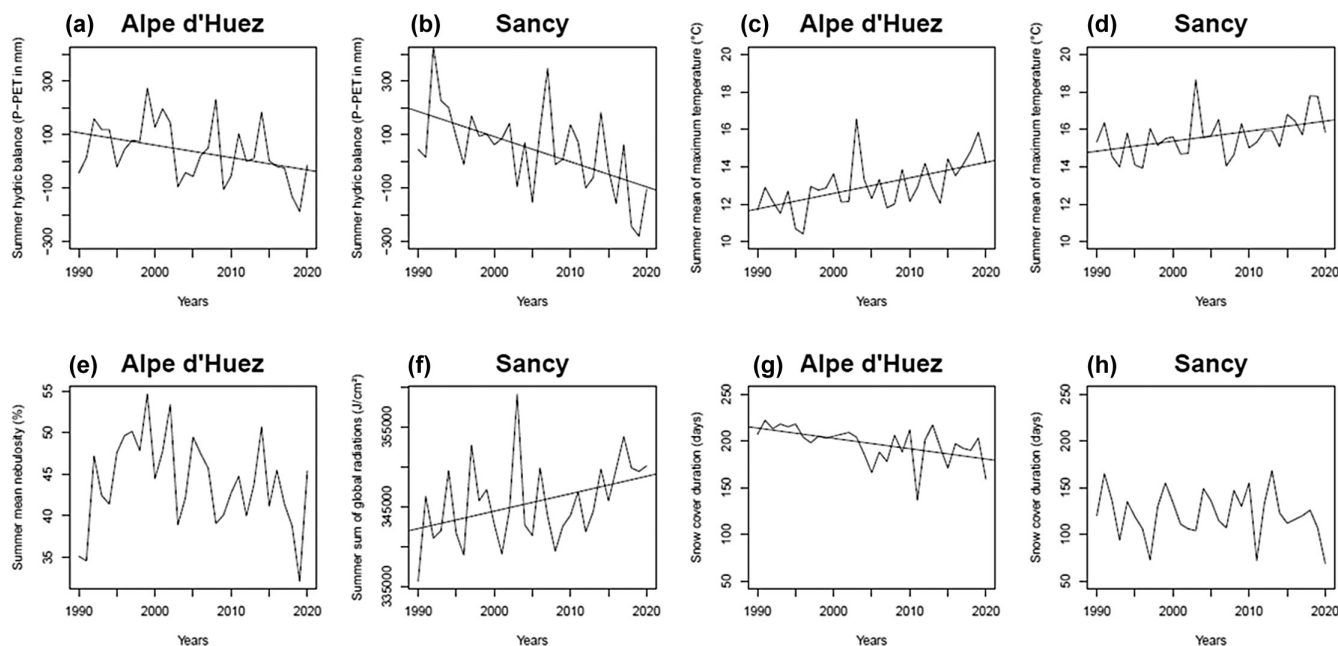 (a) Alpe d'Huez
Summer hydric balance (P−PET in mm)
300
100
−100
−300
1990 2000 2010 2020
Years
(b) Sancy
Summer hydric balance (P−PET in mm)
300
100
−100
−300
1990 2000 2010 2020
Years
(c) Alpe d'Huez
Summer mean of maximum temperature (°C)
20
18
16
14
12
10
1990 2000 2010 2020
Years
(d) Sancy
Summer mean of maximum temperature (°C)
20
18
16
14
12
10
1990 2000 2010 2020
Years
(e) Alpe d'Huez
Summer mean nebulosity (%)
55
50
45
40
35
1990 2000 2010 2020
Years
(f) Sancy
Summer sum of global radiations (J/cm²)
355000
345000
335000
1990 2000 2010 2020
Years
(g) Alpe d'Huez
Snow cover duration (days)
250
200
150
100
50
1990 2000 2010 2020
Years
(h) Sancy
Snow cover duration (days)
250
200
150
100
50
1990 2000 2010 2020
Years